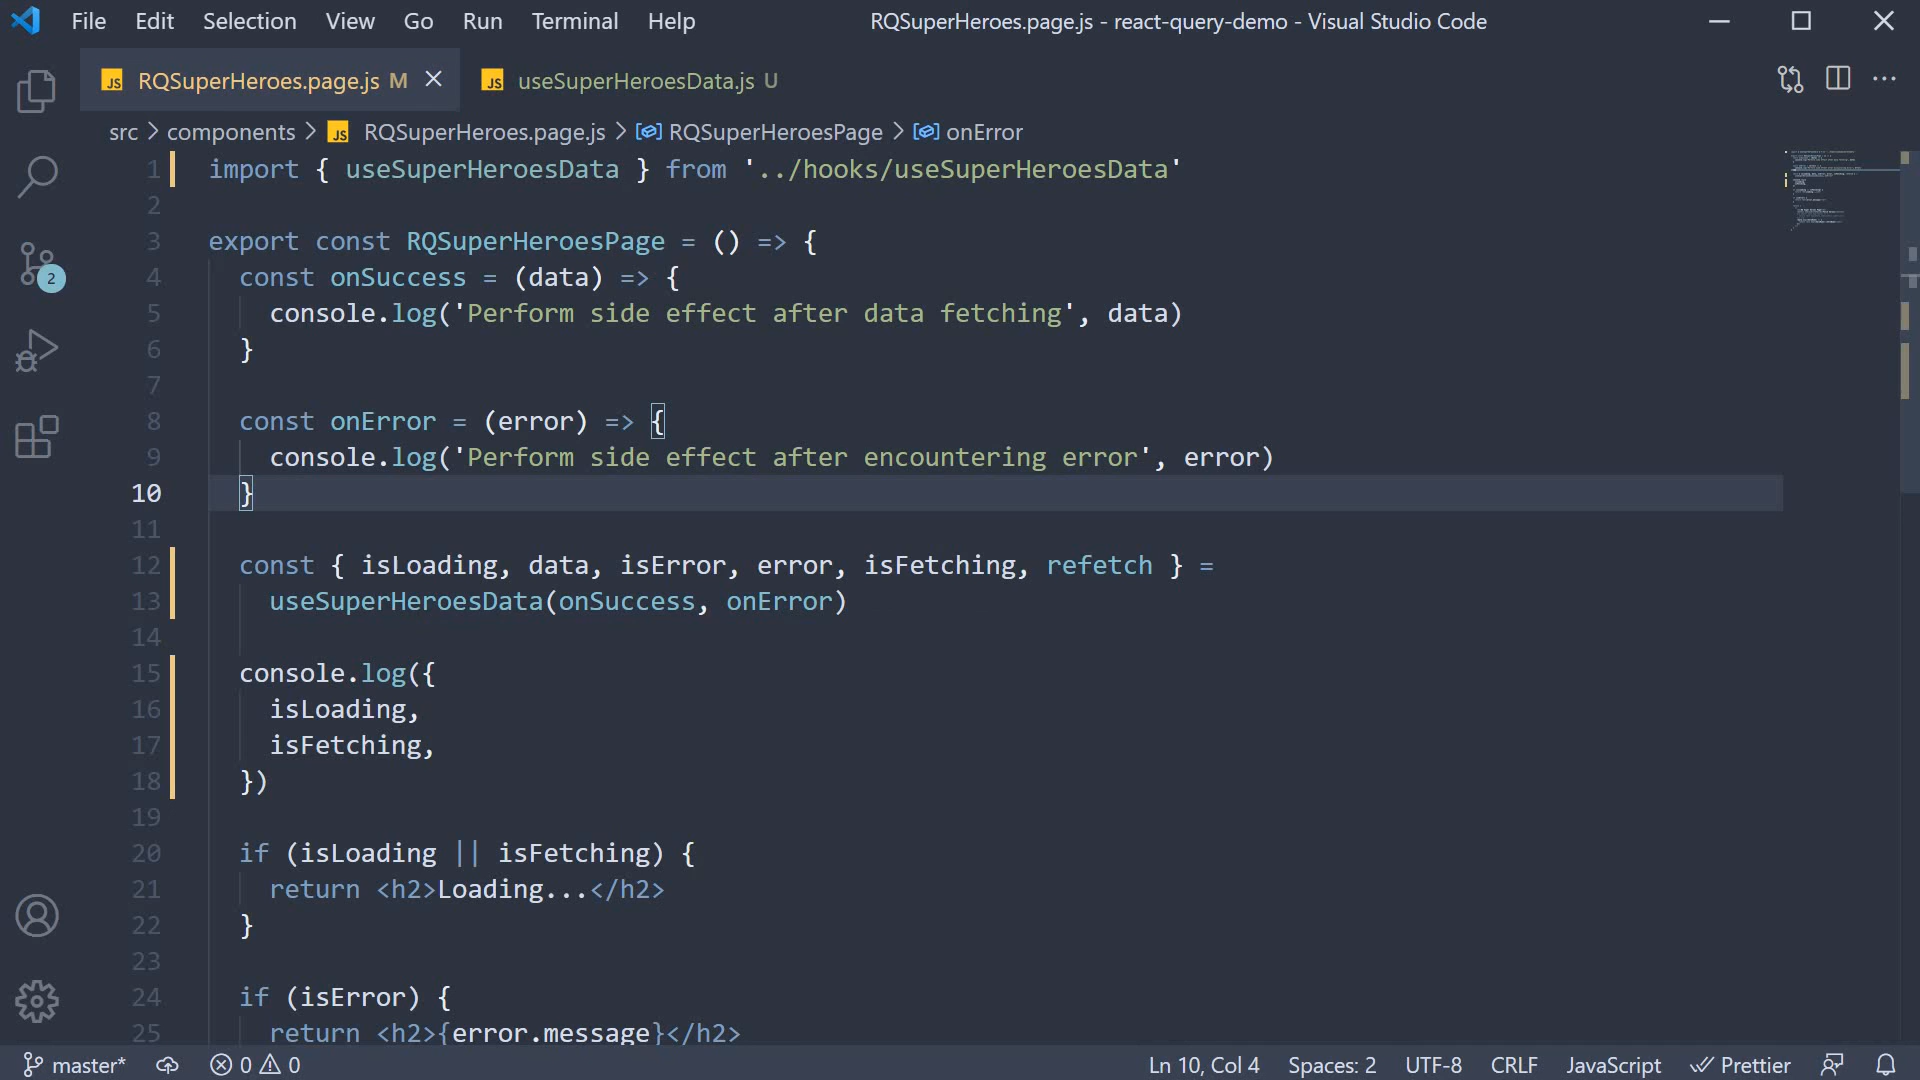 File Edit Selection View Go Run Terminal Help RQSuperHeroes.page.js - react-query-demo - Visual Studio Code
JS RQSuperHeroes.page.js M JS useSuperHeroesData.js U
src > components > JS RQSuperHeroes.page.js > RQSuperHeroesPage > onError
1 import { useSuperHeroesData } from '../hooks/useSuperHeroesData'
2
3 export const RQSuperHeroesPage = () => {
4 const onSuccess = (data) => {
5 console.log('Perform side effect after data fetching', data)
6 }
7
8 const onError = (error) => {
9 console.log('Perform side effect after encountering error', error)
10 }
11
12 const { isLoading, data, isError, error, isFetching, refetch } =
13 useSuperHeroesData(onSuccess, onError)
14
15 console.log({
16 isLoading,
17 isFetching,
18 })
19
20 if (isLoading || isFetching) {
21 return <h2>Loading...</h2>
22 }
23
24 if (isError) {
25 return <h2>{error.message}</h2>
2
master* 0 0 Ln 10, Col 4 Spaces: 2 UTF-8 CRLF JavaScript Prettier